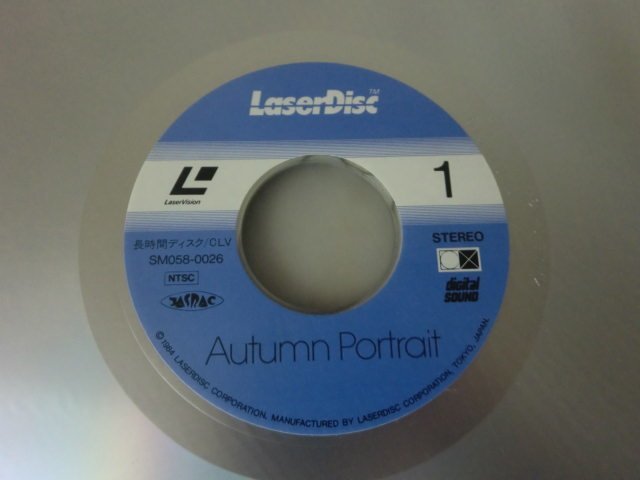 LaserDisc™
LaserVision
1
長時間ディスク/CLV
SM058-0026
NTSC
JASRAC
STEREO
digital
SOUND
Autumn Portrait
©1984 LASERDISC CORPORATION, MANUFACTURED BY LASERDISC CORPORATION, TOKYO, JAPAN.